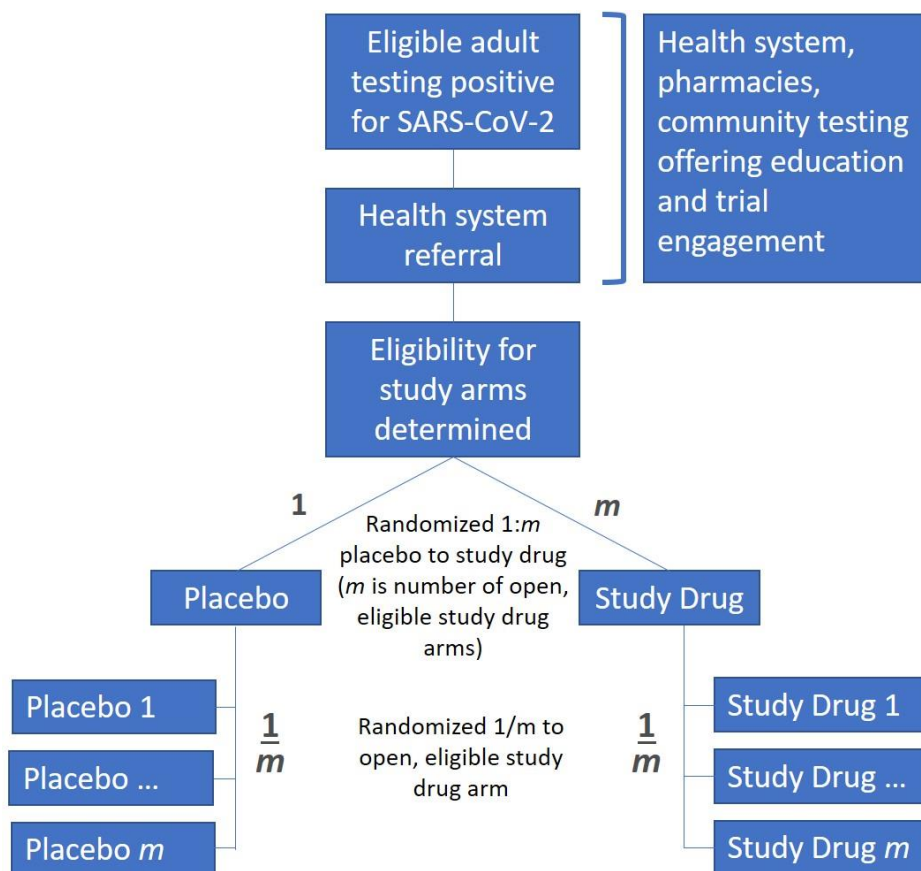 Eligible adult
testing positive
for SARS-CoV-2
Health system,
pharmacies,
community testing
offering education
and trial
engagement
Health system
referral
Eligibility for
study arms
determined
1
m
Randomized 1:m
placebo to study drug
(m is number of open,
eligible study drug
arms)
Placebo
Study Drug
Placebo 1
Placebo ...
Placebo m
1
m
Randomized 1/m to
open, eligible study
drug arm
1
m
Study Drug 1
Study Drug ...
Study Drug m